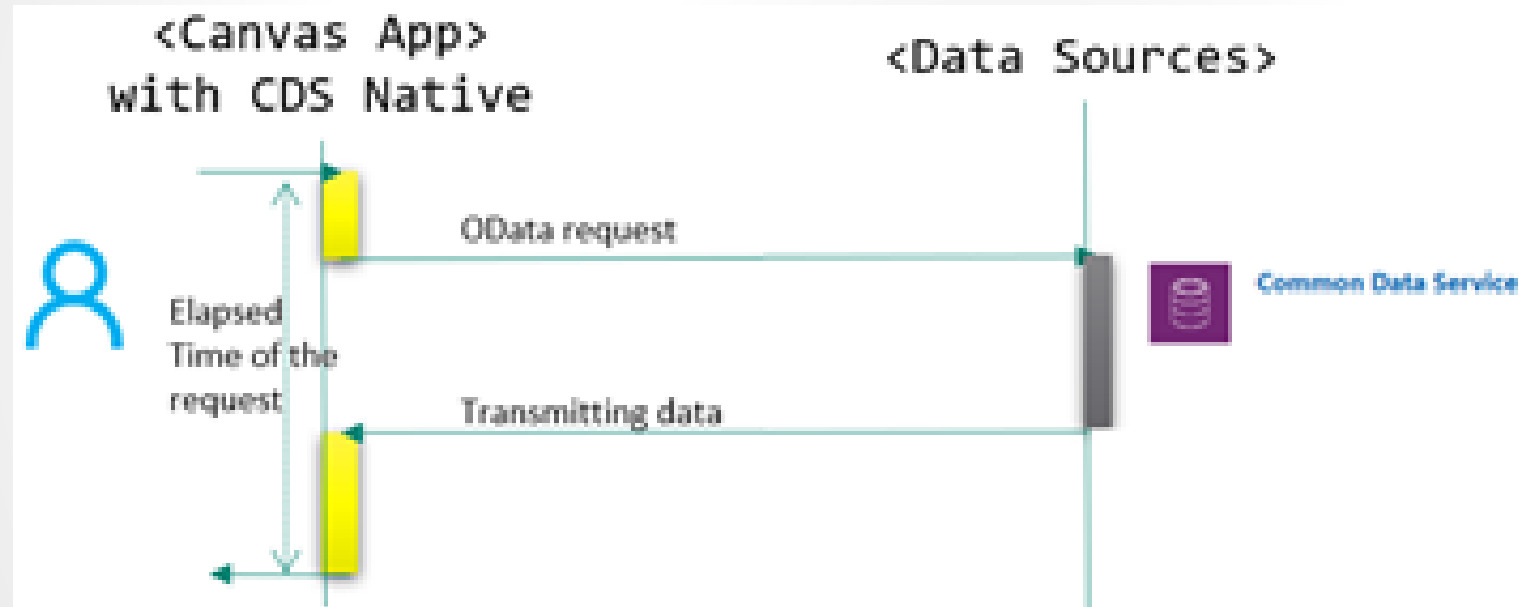 <Canvas App>
with CDS Native
<Data Sources>
OData request
Common Data Service
Elapsed
Time of the
request
Transmitting data